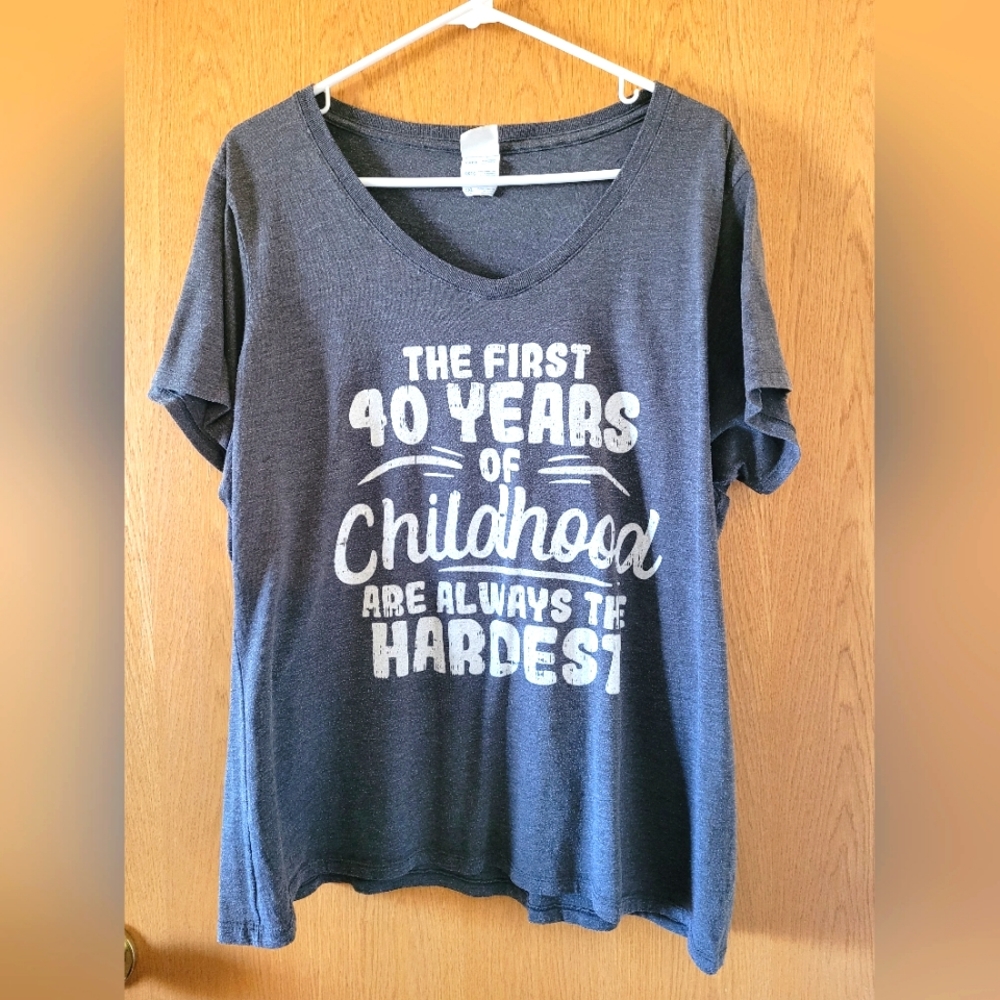 THE FIRST
40 YEARS
OF
Childhood
ARE ALWAYS THE
HARDEST